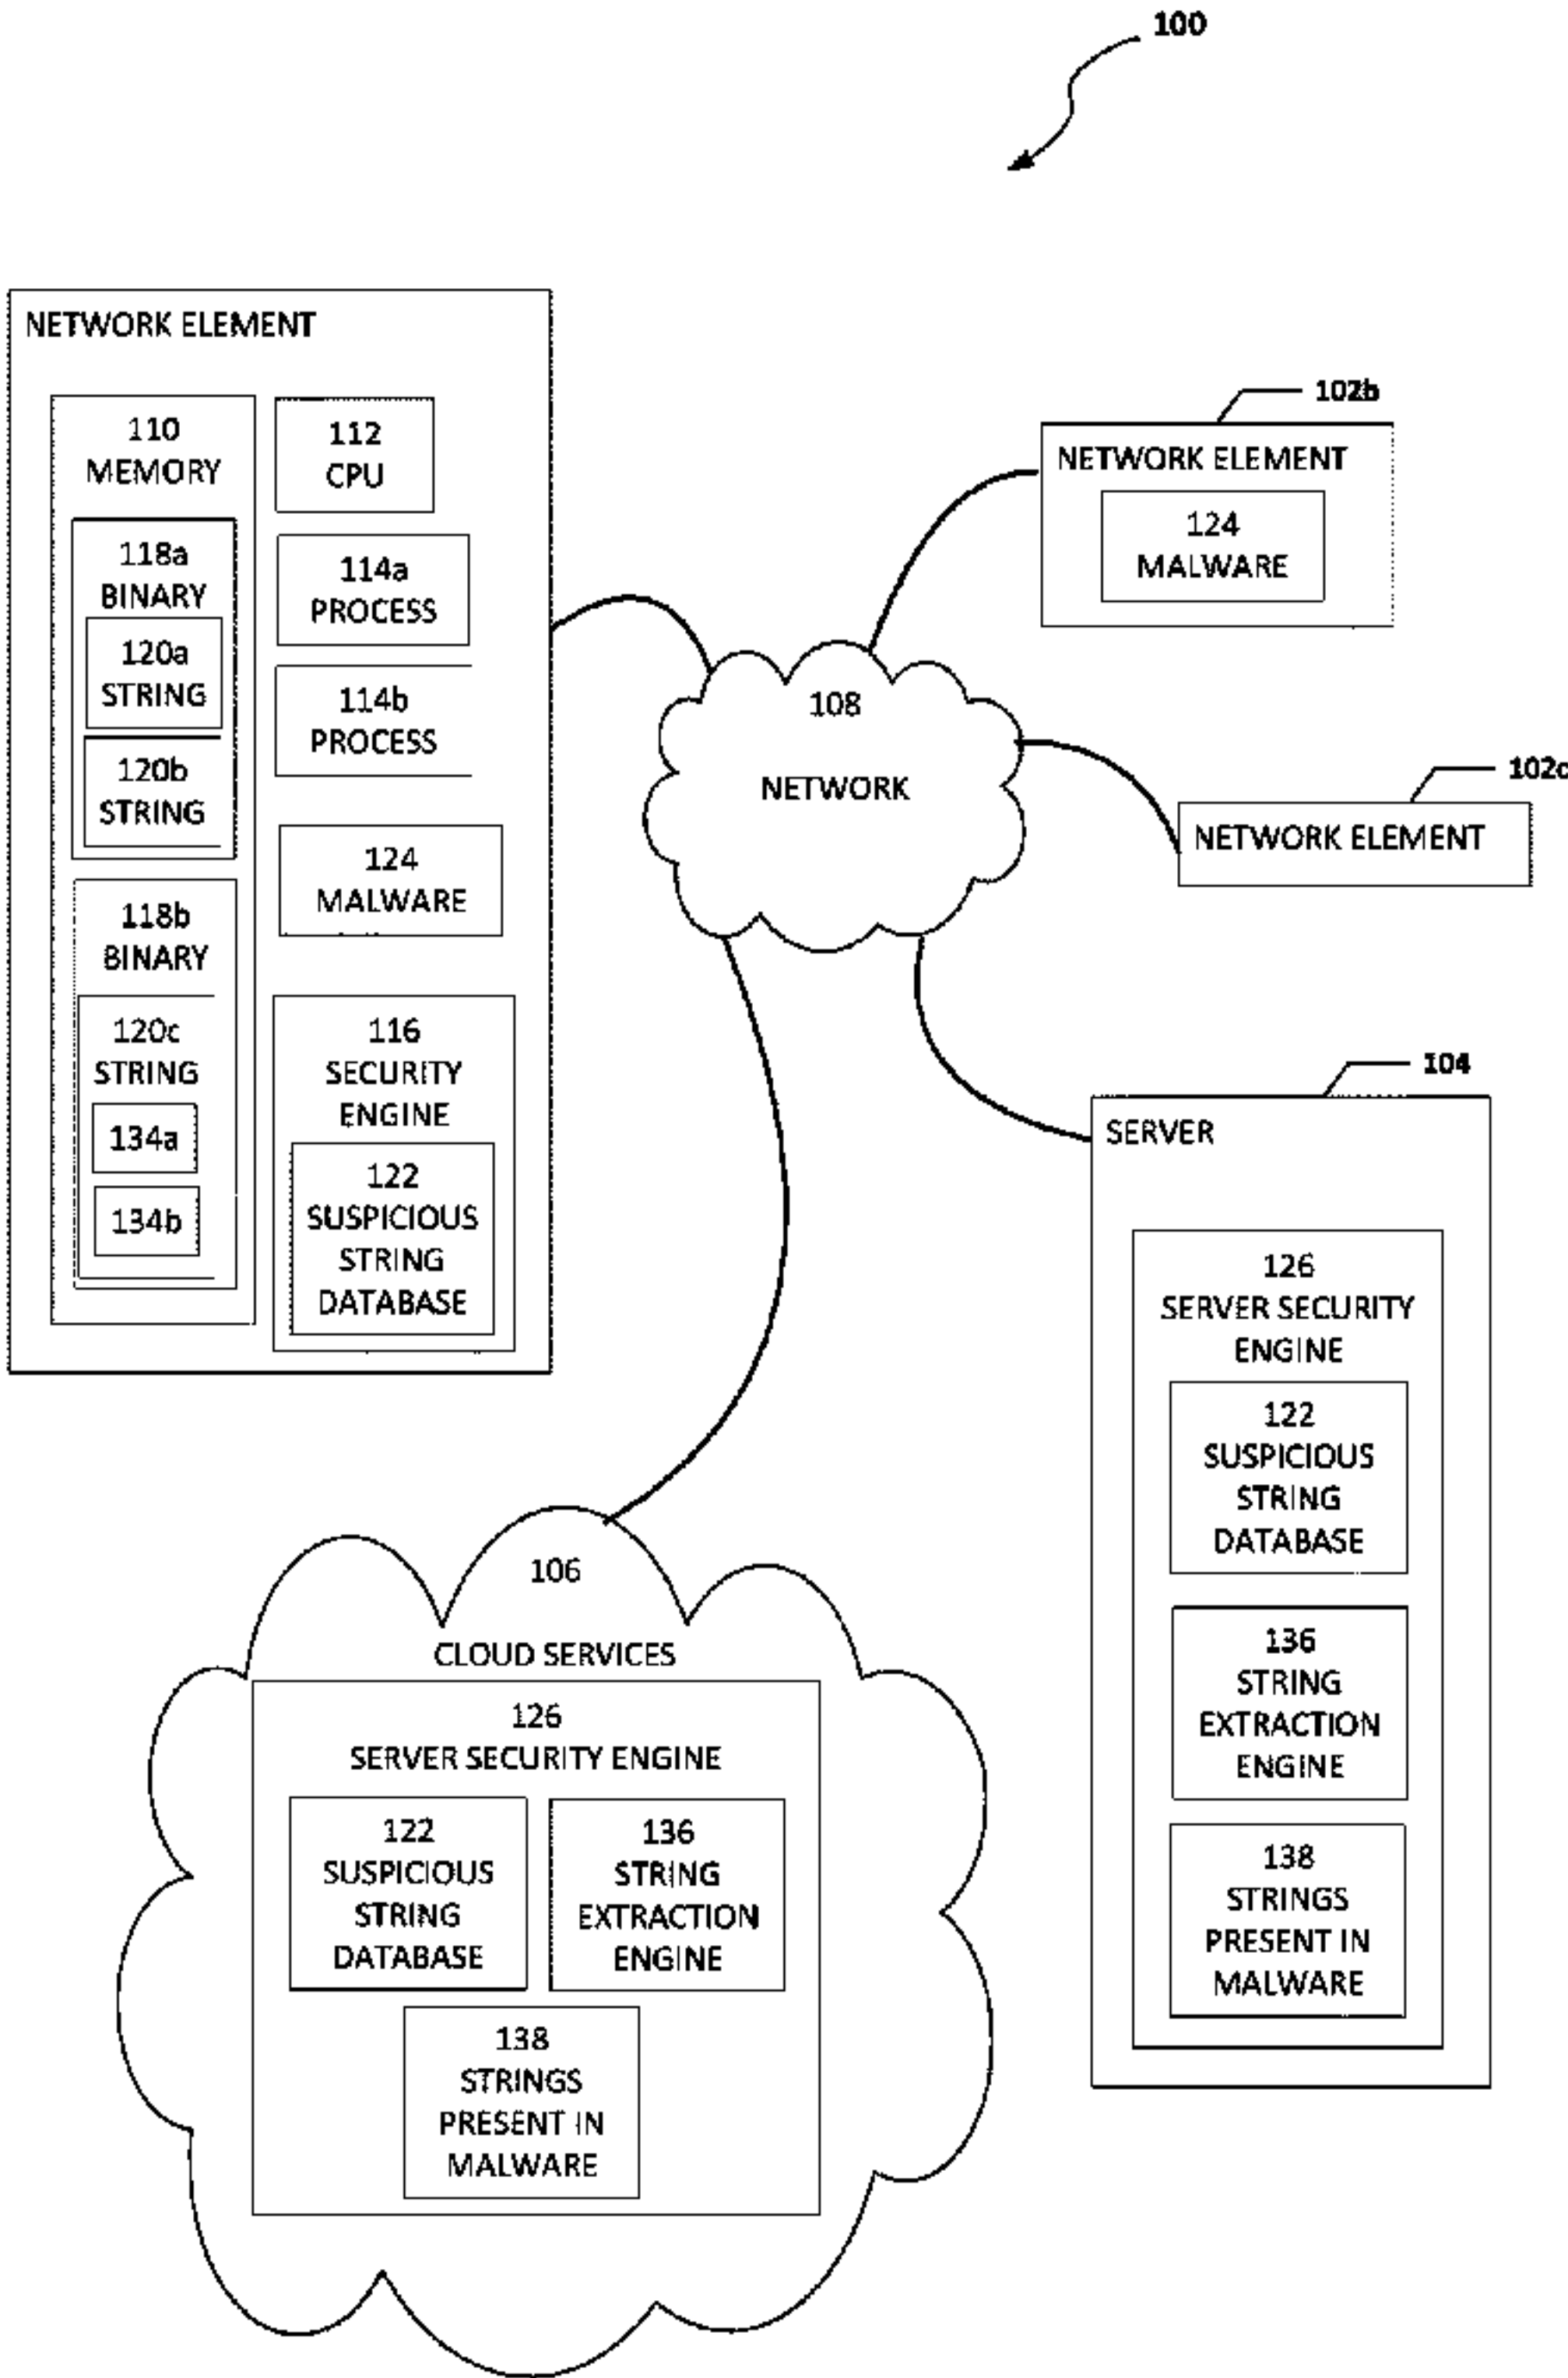 100
NETWORK ELEMENT
110
MEMORY
118a
BINARY
120a
STRING
120b
STRING
118b
BINARY
120c
STRING
134a
134b
112
CPU
114a
PROCESS
114b
PROCESS
124
MALWARE
116
SECURITY
ENGINE
122
SUSPICIOUS
STRING
DATABASE
108
NETWORK
102b
NETWORK ELEMENT
124
MALWARE
102c
NETWORK ELEMENT
104
SERVER
126
SERVER SECURITY
ENGINE
122
SUSPICIOUS
STRING
DATABASE
136
STRING
EXTRACTION
ENGINE
138
STRINGS
PRESENT IN
MALWARE
106
CLOUD SERVICES
126
SERVER SECURITY ENGINE
122
SUSPICIOUS
STRING
DATABASE
136
STRING
EXTRACTION
ENGINE
138
STRINGS
PRESENT IN
MALWARE